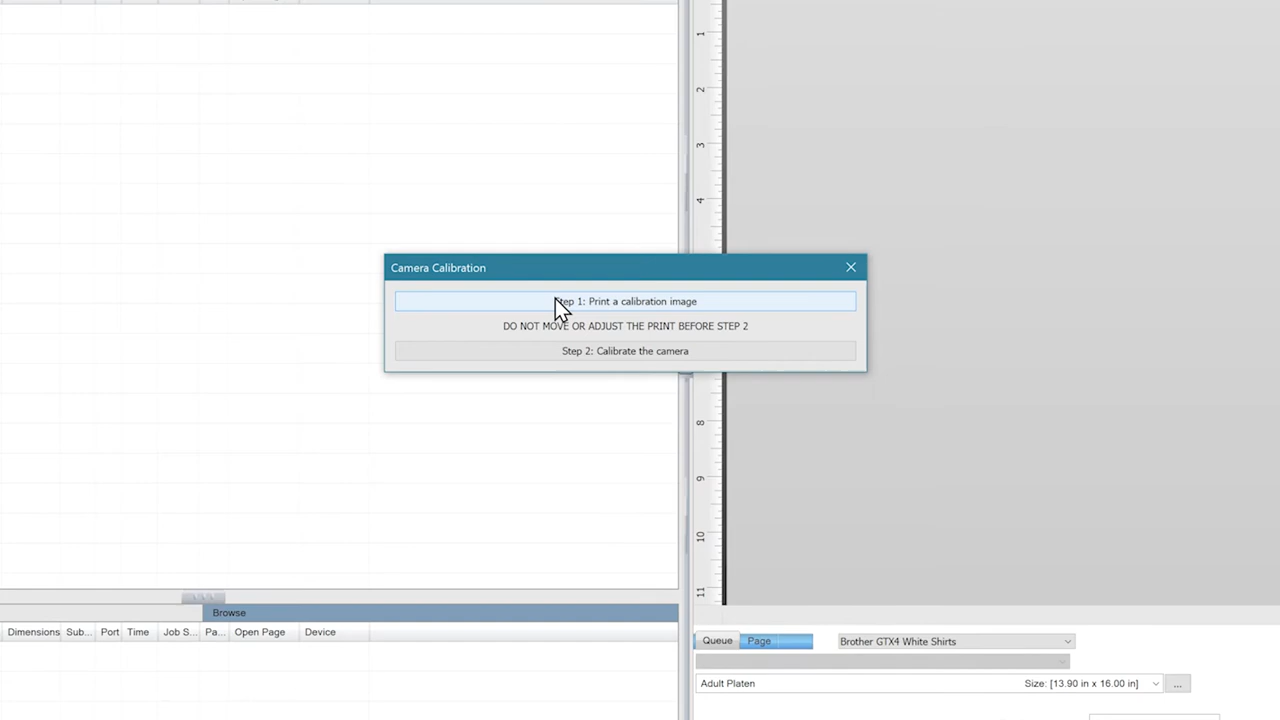 1
2
3
4
Camera Calibration
Step 1: Print a calibration image
DO NOT MOVE OR ADJUST THE PRINT BEFORE STEP 2
Step 2: Calibrate the camera
8
9
10
11
Browse
Dimensions Sub... Port Time Job S... Pa... Open Page Device
Queue Page Brother GTX4 White Shirts
Adult Platen Size: [13.90 in x 16.00 in] ...